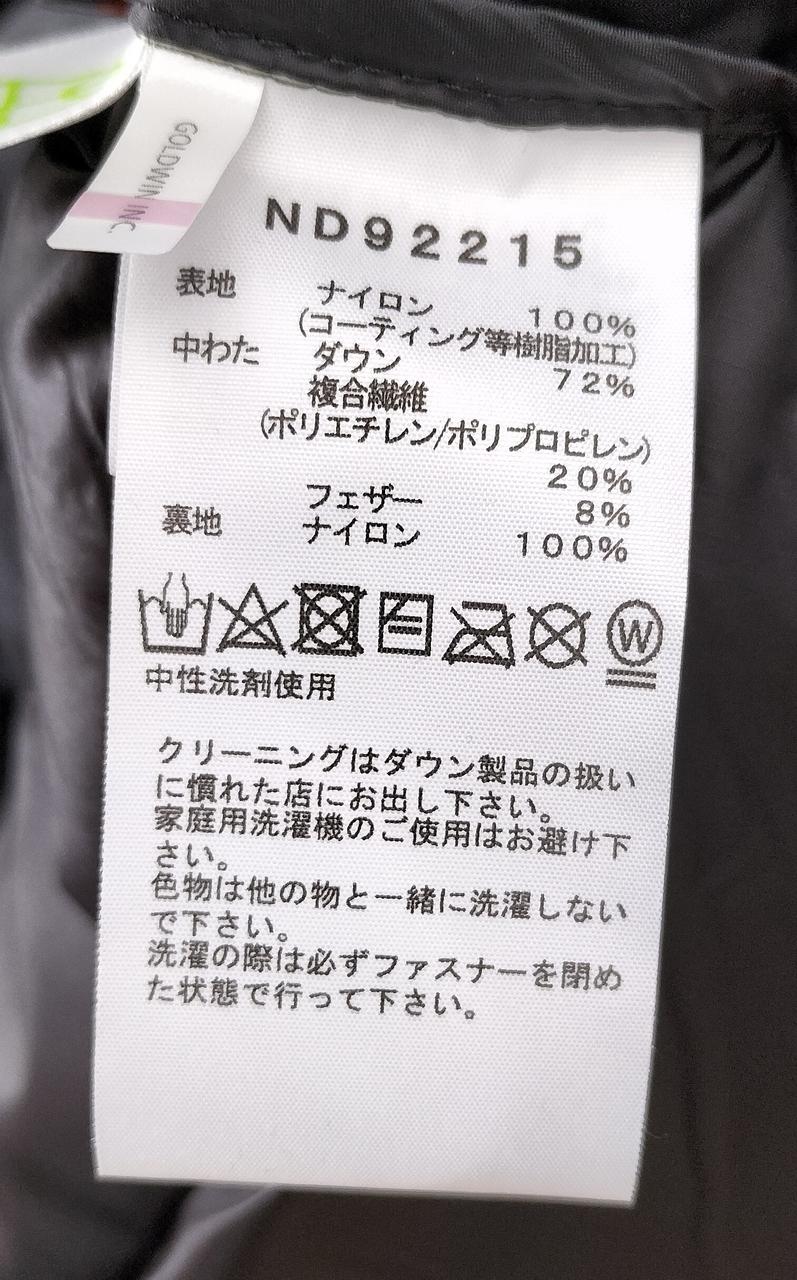 GOLDWIN INC
ND92215
表地 ナイロン 100%
(コーティング等樹脂加工)
中わた ダウン 72%
複合繊維
(ポリエチレン/ポリプロピレン)
20%
フェザー 8%
裏地 ナイロン 100%
W
中性洗剤使用
クリーニングはダウン製品の扱い
に慣れた店にお出し下さい。
家庭用洗濯機のご使用はお避け下
さい。
色物は他の物と一緒に洗濯しない
で下さい。
洗濯の際は必ずファスナーを閉め
た状態で行って下さい。